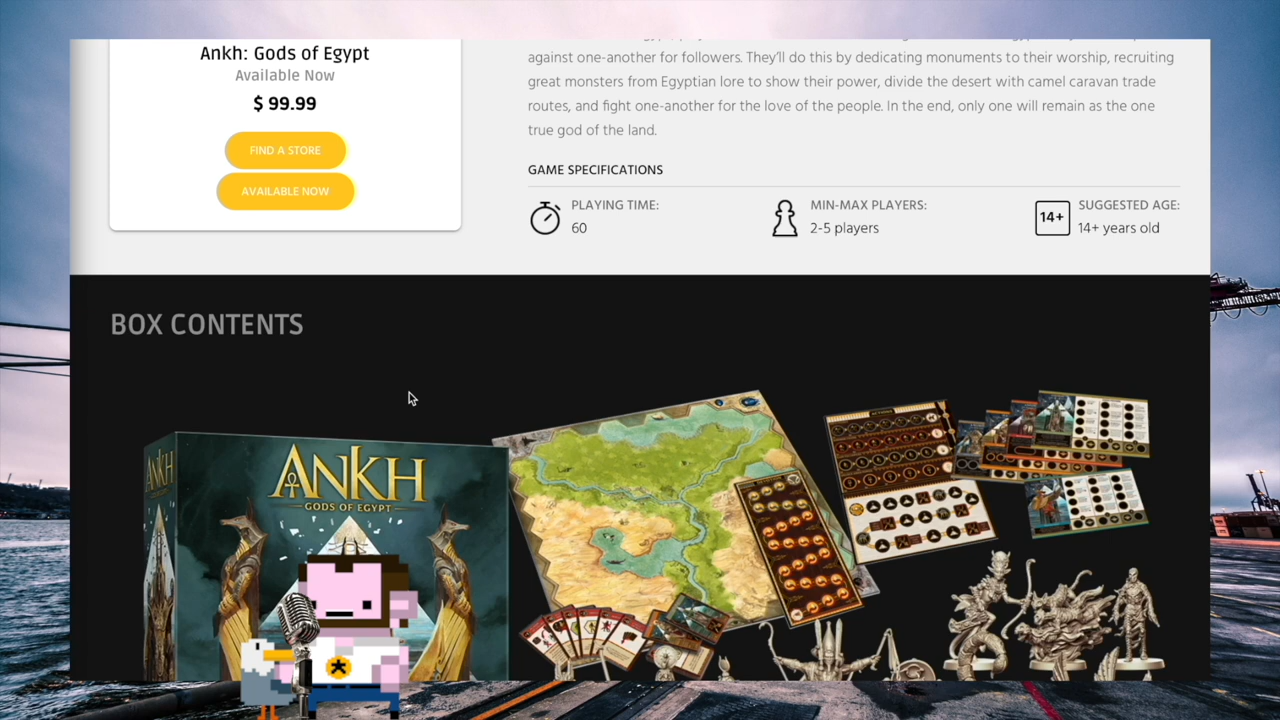 Ankh: Gods of Egypt
Available Now
$ 99.99
FIND A STORE
AVAILABLE NOW
against one-another for followers. They'll do this by dedicating monuments to their worship, recruiting
great monsters from Egyptian lore to show their power, divide the desert with camel caravan trade
routes, and fight one-another for the love of the people. In the end, only one will remain as the one
true god of the land.
GAME SPECIFICATIONS
PLAYING TIME:
60
MIN-MAX PLAYERS:
2-5 players
14+
SUGGESTED AGE:
14+ years old
BOX CONTENTS
ANKH
ANKH
GODS OF EGYPT